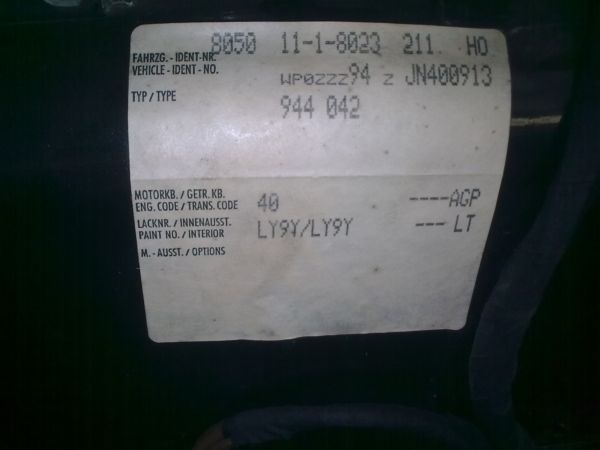 8050 11-1-8023 211 HO
FAHRZG. - IDENT-NR.
VEHICLE - IDENT - NO. WP0ZZZ94 Z JN400913
TYP / TYPE 944 042
MOTORKB. / GETR. KB.
ENG. CODE / TRANS. CODE 40 ----AGP
LACKNR. / INNENAUSST.
PAINT NO. / INTERIOR LY9Y/LY9Y --- LT
M. - AUSST. / OPTIONS